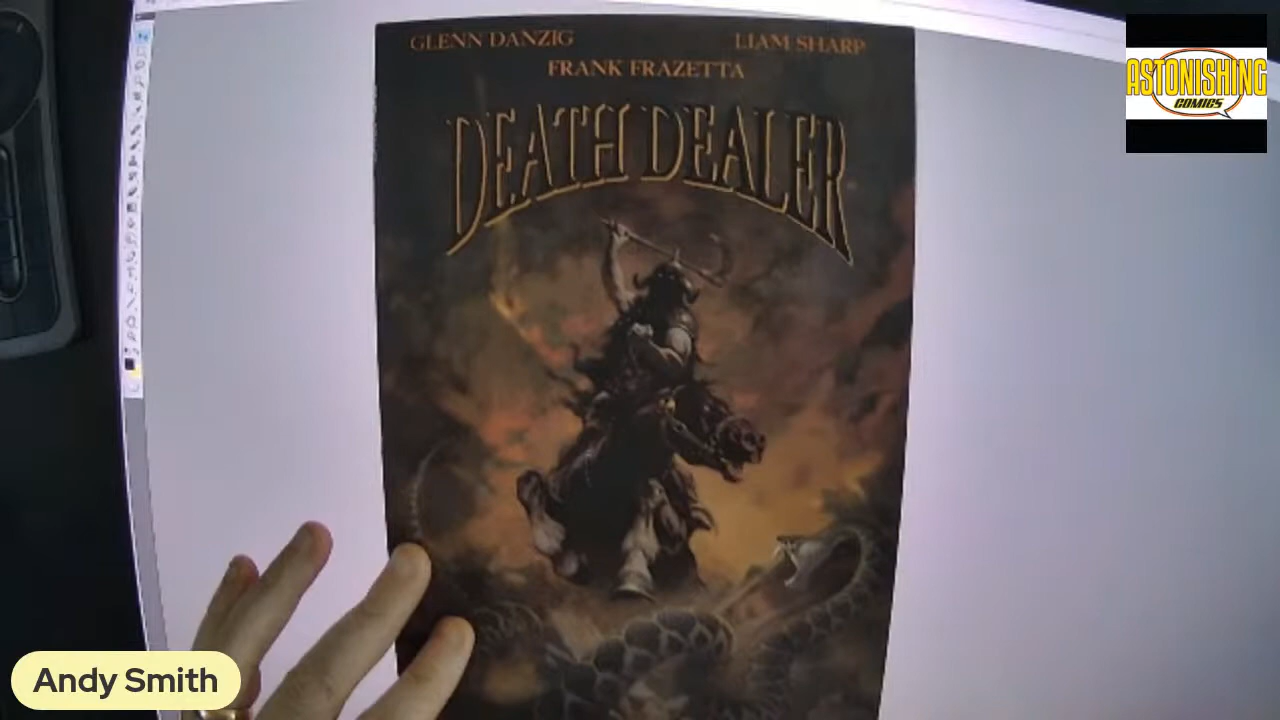 GLENN DANZIG
LIAM SHARP
FRANK FRAZETTA
DEATH DEALER
ASTONISHING
COMICS
Andy Smith